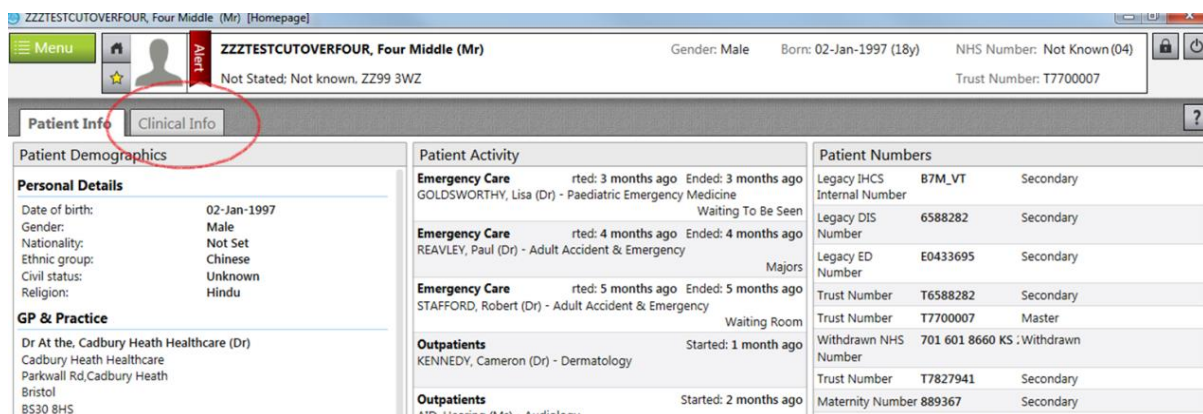 ZZZTESTCUTOVERFOUR, Four Middle (Mr) [Homepage]
Menu
Alert
ZZZTESTCUTOVERFOUR, Four Middle (Mr)
Gender: Male
Born: 02-Jan-1997 (18y)
NHS Number: Not Known (04)
Not Stated; Not known, ZZ99 3WZ
Trust Number: T7700007
Patient Info
Clinical Info
?
Patient Demographics
Personal Details
Date of birth: 02-Jan-1997
Gender: Male
Nationality: Not Set
Ethnic group: Chinese
Civil status: Unknown
Religion: Hindu
GP & Practice
Dr At the, Cadbury Heath Healthcare (Dr)
Cadbury Heath Healthcare
Parkwall Rd,Cadbury Heath
Bristol
BS30 8HS
Patient Activity
Emergency Care rted: 3 months ago Ended: 3 months ago
GOLDSWORTHY, Lisa (Dr) - Paediatric Emergency Medicine
Waiting To Be Seen
Emergency Care rted: 4 months ago Ended: 4 months ago
REAVLEY, Paul (Dr) - Adult Accident & Emergency
Majors
Emergency Care rted: 5 months ago Ended: 5 months ago
STAFFORD, Robert (Dr) - Adult Accident & Emergency
Waiting Room
Outpatients Started: 1 month ago
KENNEDY, Cameron (Dr) - Dermatology
Outpatients Started: 2 months ago
AID, Hearing (Mr) - Audiology
Patient Numbers
Legacy IHCS B7M_VT Secondary
Internal Number
Legacy DIS 6588282 Secondary
Number
Legacy ED E0433695 Secondary
Number
Trust Number T6588282 Secondary
Trust Number T7700007 Master
Withdrawn NHS 701 601 8660 KS : Withdrawn
Number
Trust Number T7827941 Secondary
Maternity Number 889367 Secondary